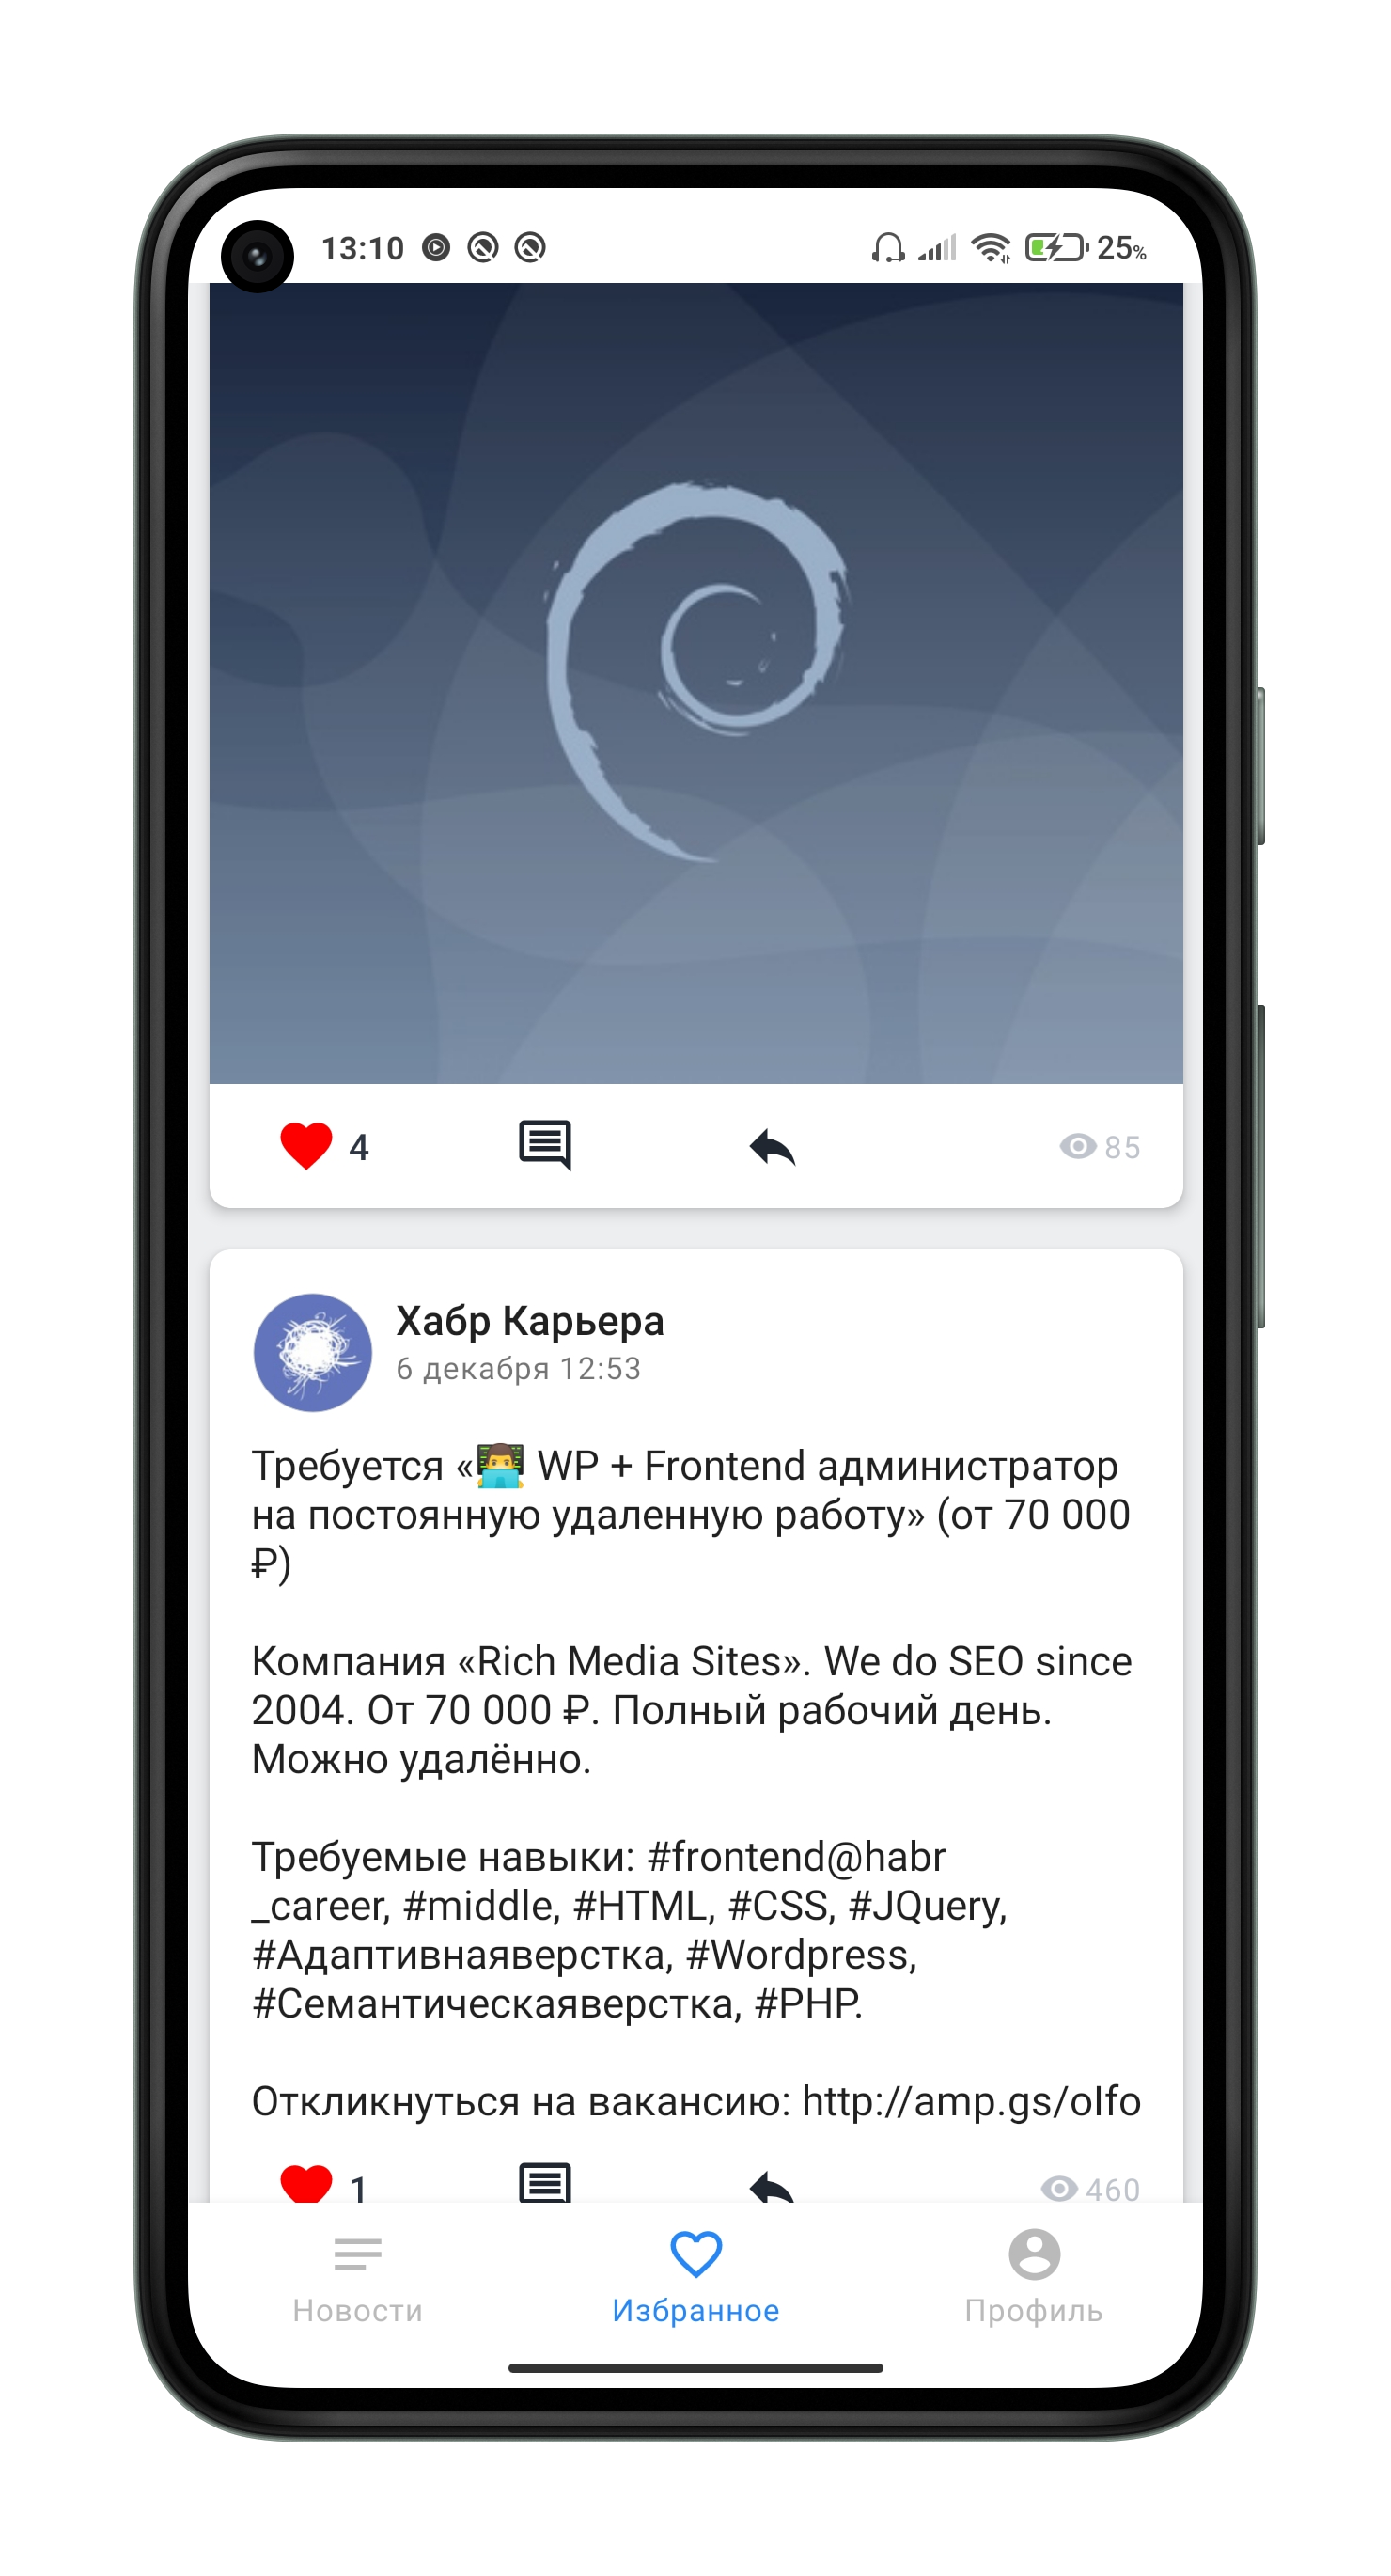 13:10 25%
4 85
Хабр Карьера
6 декабря 12:53
Требуется «👨‍💻 WP + Frontend администратор
на постоянную удаленную работу» (от 70 000
₽)
Компания «Rich Media Sites». We do SEO since
2004. От 70 000 ₽. Полный рабочий день.
Можно удалённо.
Требуемые навыки: #frontend@habr
_career, #middle, #HTML, #CSS, #JQuery,
#Адаптивнаяверстка, #Wordpress,
#Семантическаяверстка, #PHP.
Откликнуться на вакансию: http://amp.gs/olfo
1 460
Новости Избранное Профиль